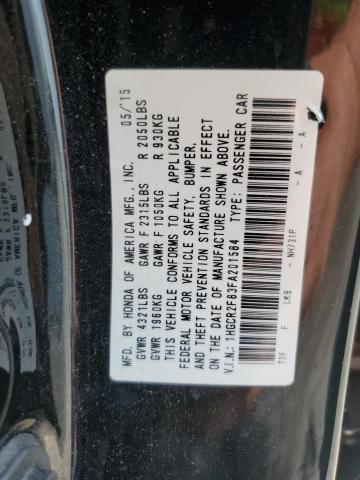 MFD. BY HONDA OF AMERICA MFG., INC. 05/'15
GVWR 4321LBS GAWR F 2315LBS R 2050LBS
GVWR 1960KG GAWR F 1050KG R 930KG
THIS VEHICLE CONFORMS TO ALL APPLICABLE
FEDERAL MOTOR VEHICLE SAFETY, BUMPER,
AND THEFT PREVENTION STANDARDS IN EFFECT
ON THE DATE OF MANUFACTURE SHOWN ABOVE.
V.I.N.: 1HGCR2F83FA201584 TYPE: PASSENGER CAR
T2F F LK9 - NH731P - A - A